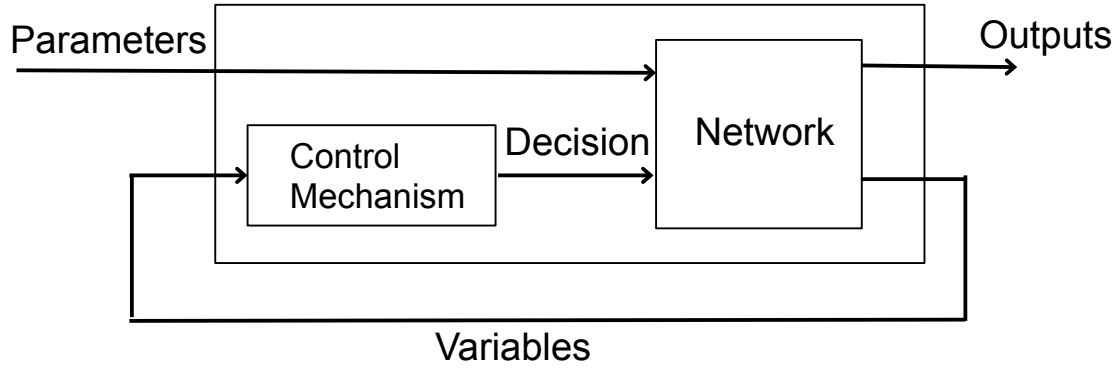 Parameters
Outputs
Network
Decision
Control
Mechanism
Variables